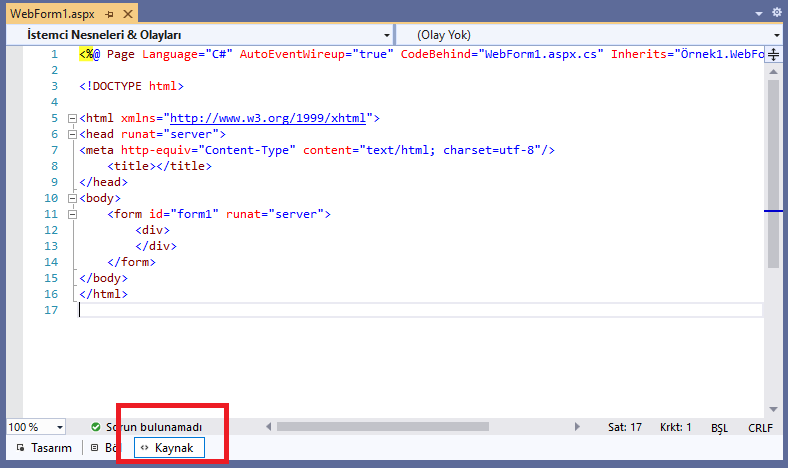 WebForm1.aspx
İstemci Nesneleri & Olayları (Olay Yok)
1 <%@ Page Language="C#" AutoEventWireup="true" CodeBehind="WebForm1.aspx.cs" Inherits="Örnek1.WebFo
2
3 <!DOCTYPE html>
4
5 <html xmlns="http://www.w3.org/1999/xhtml">
6 <head runat="server">
7 <meta http-equiv="Content-Type" content="text/html; charset=utf-8"/>
8 <title></title>
9 </head>
10 <body>
11 <form id="form1" runat="server">
12 <div>
13 </div>
14 </form>
15 </body>
16 </html>
17
100 % Sorun bulunamadı Sat: 17 Krkt: 1 BŞL CRLF
Tasarım Kaynak